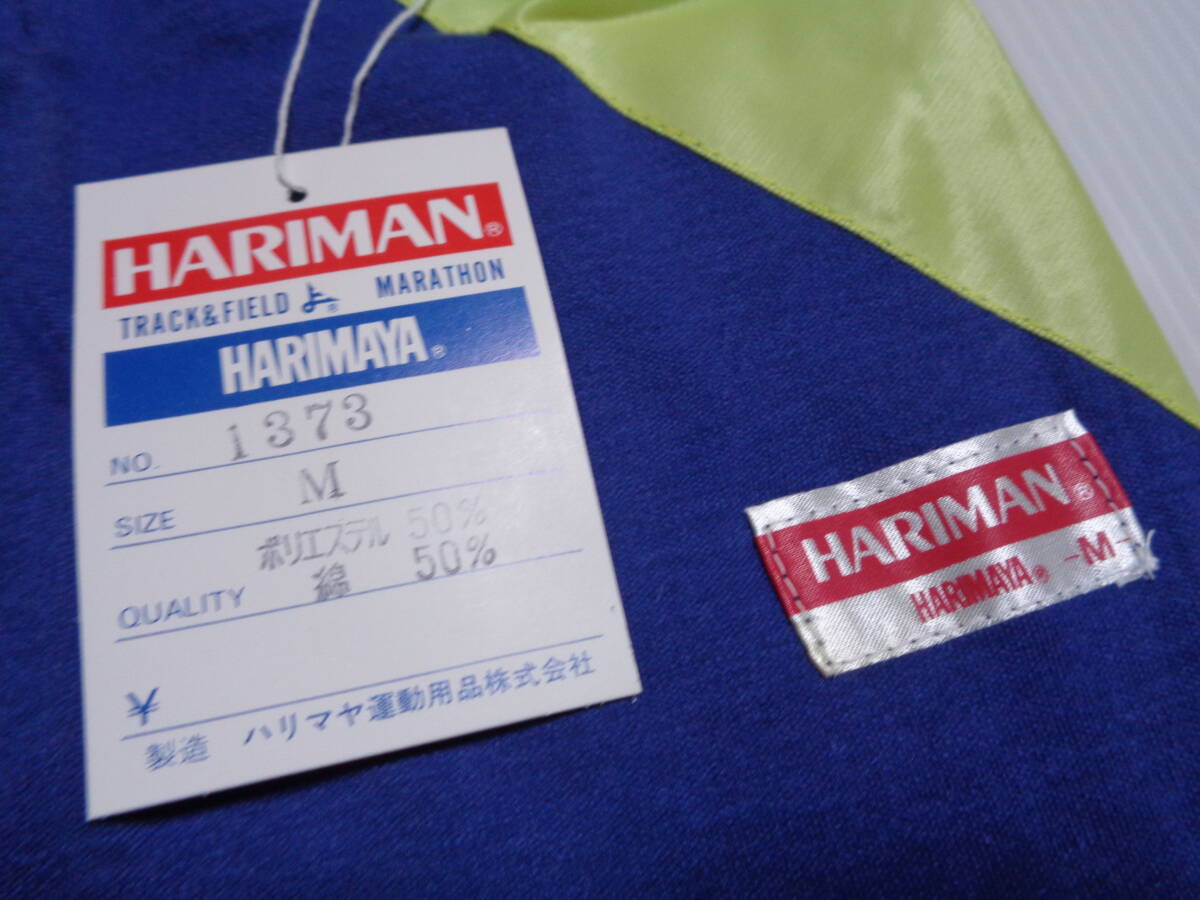 HARIMAN®
TRACK&FIELD ® MARATHON
HARIMAYA®
NO. 1373
SIZE M
QUALITY ポリエステル 50%
綿 50%
¥
製造 ハリマヤ運動用品株式会社
HARIMAN®
HARIMAYA® -M-